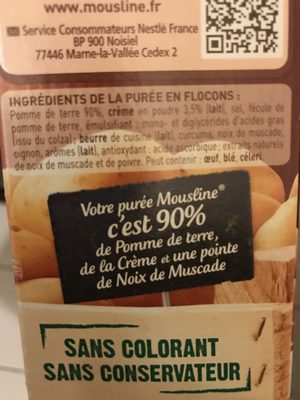 www.mousline.fr
Service Consommateurs Nestlé France
BP 900 Noisiel
77446 Marne-la-Vallée Cedex 2
INGRÉDIENTS DE LA PURÉE EN FLOCONS :
Pomme de terre 90%, crème en poudre 3,5% (lait), sel, fécule de
pomme de terre, émulsifiant : mono- et diglycérides d'acides gras
(issu du colza), beurre de cuisine (lait), curcuma, noix de muscade,
oignon, arômes (lait), antioxydant : acide ascorbique ; extraits naturels
de noix de muscade et de poivre. Peut contenir : œuf, blé, céleri.
Votre purée Mousline®
c'est 90%
de Pomme de terre,
de la Crème et une pointe
de Noix de Muscade
SANS COLORANT
SANS CONSERVATEUR